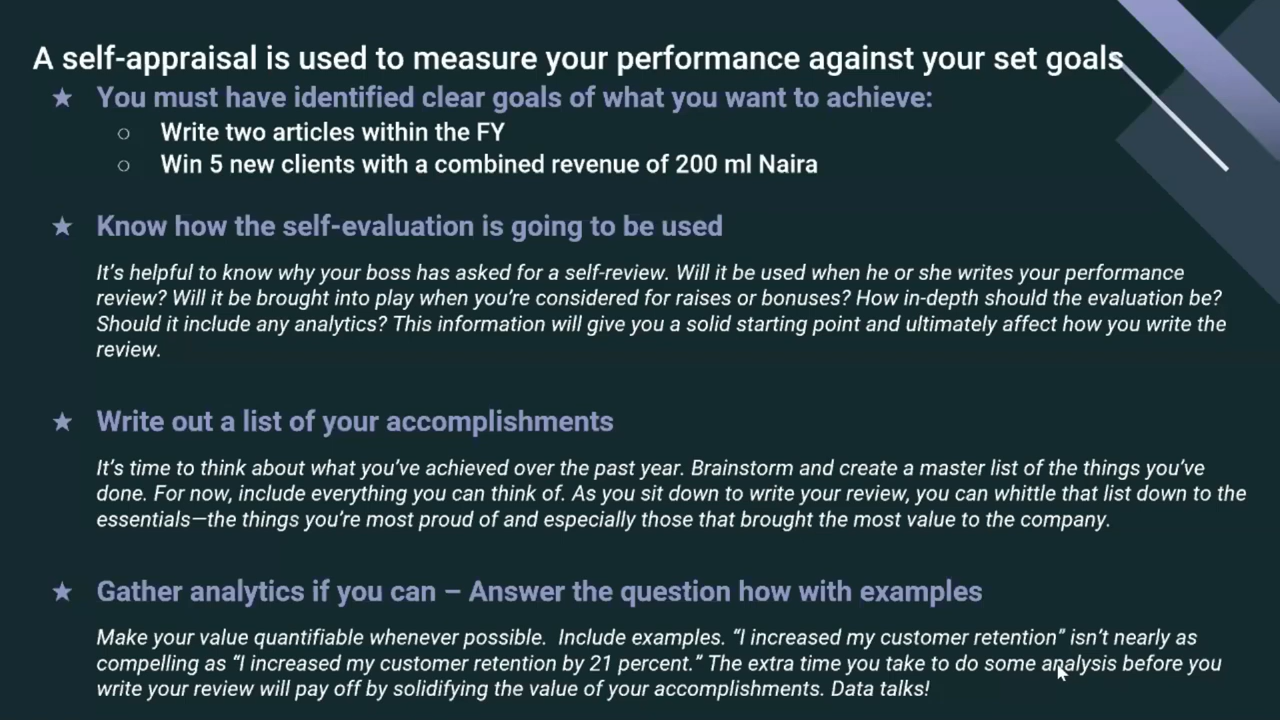 A self-appraisal is used to measure your performance against your set goals
★ You must have identified clear goals of what you want to achieve:
○ Write two articles within the FY
○ Win 5 new clients with a combined revenue of 200 ml Naira
★ Know how the self-evaluation is going to be used
It’s helpful to know why your boss has asked for a self-review. Will it be used when he or she writes your performance
review? Will it be brought into play when you’re considered for raises or bonuses? How in-depth should the evaluation be?
Should it include any analytics? This information will give you a solid starting point and ultimately affect how you write the
review.
★ Write out a list of your accomplishments
It’s time to think about what you’ve achieved over the past year. Brainstorm and create a master list of the things you’ve
done. For now, include everything you can think of. As you sit down to write your review, you can whittle that list down to the
essentials—the things you’re most proud of and especially those that brought the most value to the company.
★ Gather analytics if you can – Answer the question how with examples
Make your value quantifiable whenever possible.  Include examples. “I increased my customer retention” isn’t nearly as
compelling as “I increased my customer retention by 21 percent.” The extra time you take to do some analysis before you
write your review will pay off by solidifying the value of your accomplishments. Data talks!